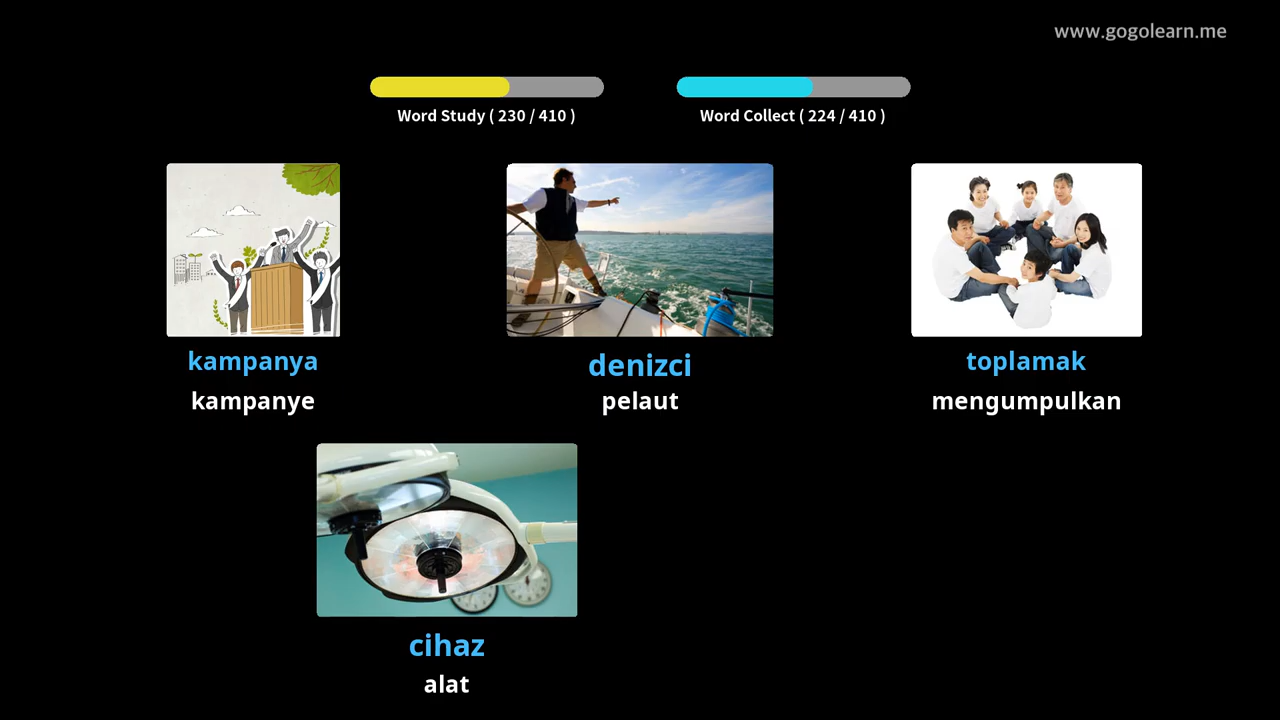 www.gogolearn.me
Word Study ( 230 / 410 )
Word Collect ( 224 / 410 )
kampanya
kampanye
denizci
pelaut
toplamak
mengumpulkan
cihaz
alat